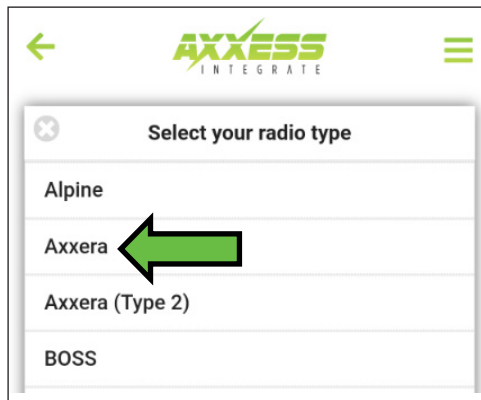 AXXESS
INTEGRATE
Select your radio type
Alpine
Axxera
Axxera (Type 2)
BOSS